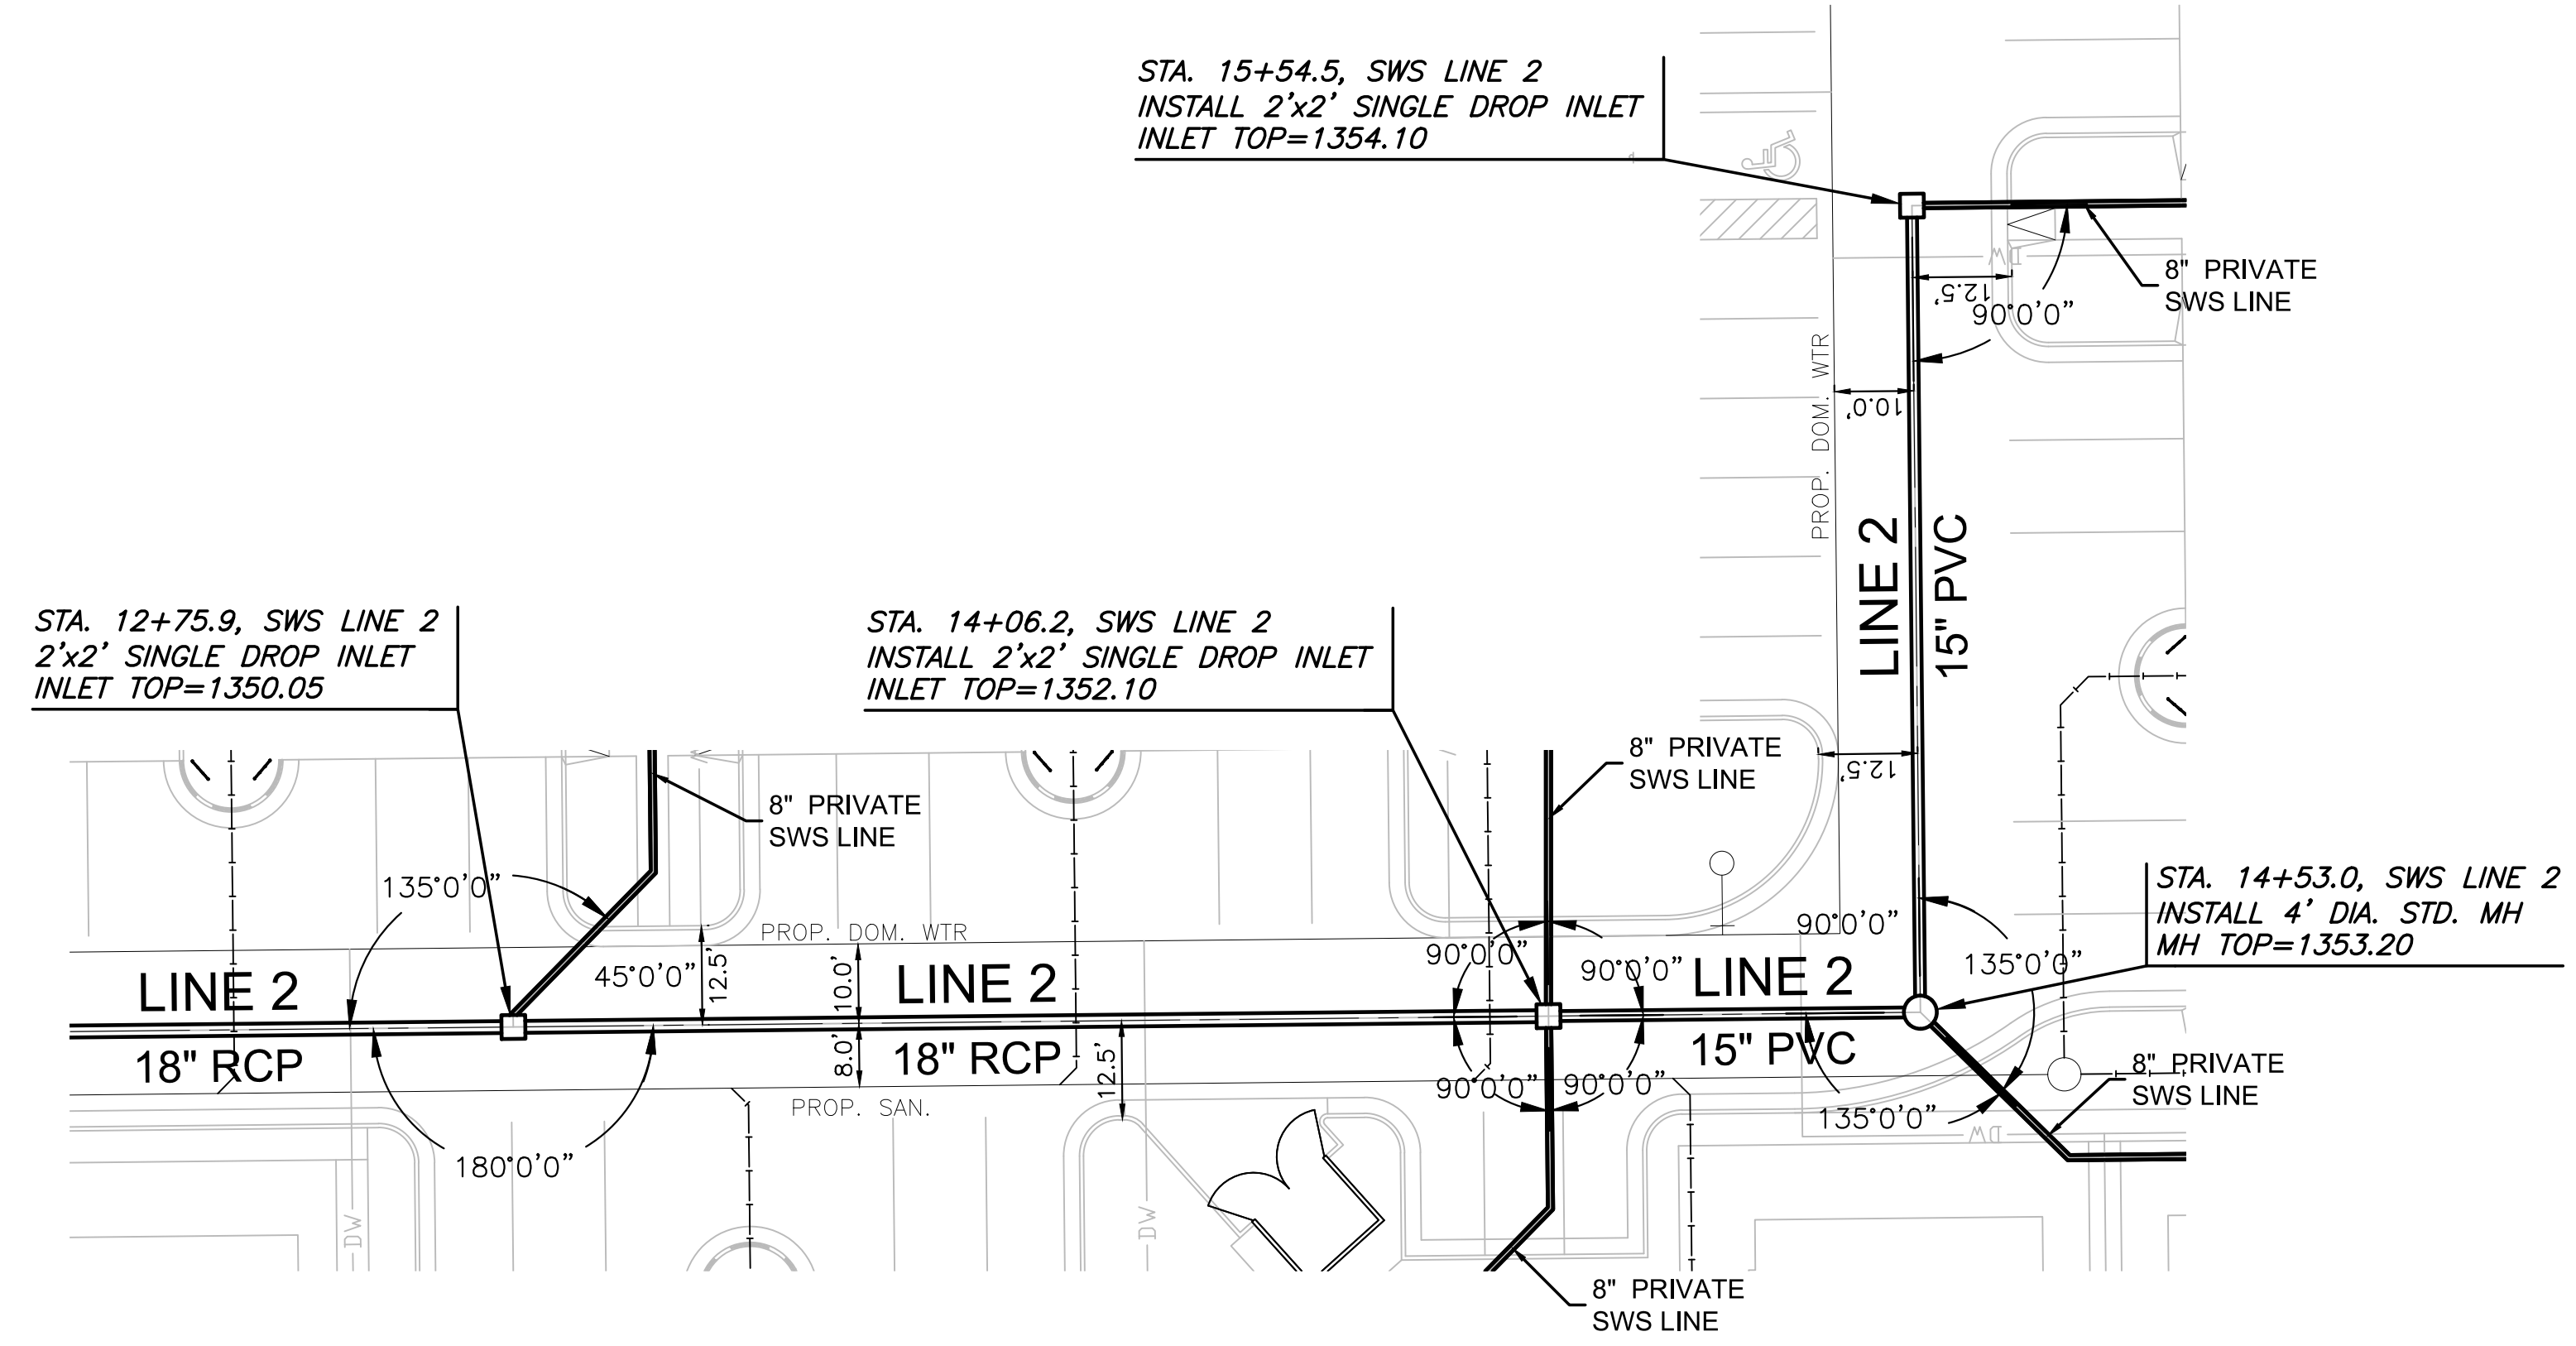 STA. 15+54.5, SWS LINE 2
INSTALL 2'x2' SINGLE DROP INLET
INLET TOP=1354.10
8" PRIVATE
SWS LINE
DW
12.5'
90°0'0"
10.0'
PROP. DOM. WTR
LINE 2
15" PVC
12.5'
STA. 12+75.9, SWS LINE 2
2'x2' SINGLE DROP INLET
INLET TOP=1350.05
STA. 14+06.2, SWS LINE 2
INSTALL 2'x2' SINGLE DROP INLET
INLET TOP=1352.10
8" PRIVATE
SWS LINE
8" PRIVATE
SWS LINE
STA. 14+53.0, SWS LINE 2
INSTALL 4' DIA. STD. MH
MH TOP=1353.20
135°0'0"
PROP. DOM. WTR
90°0'0"
90°0'0"
90°0'0"
135°0'0"
45°0'0"
12.5'
10.0'
LINE 2
LINE 2
LINE 2
18" RCP
18" RCP
15" PVC
8.0'
12.5'
90°0'0"
90°0'0"
135°0'0"
8" PRIVATE
SWS LINE
PROP. SAN.
DW
180°0'0"
DW
DW
8" PRIVATE
SWS LINE